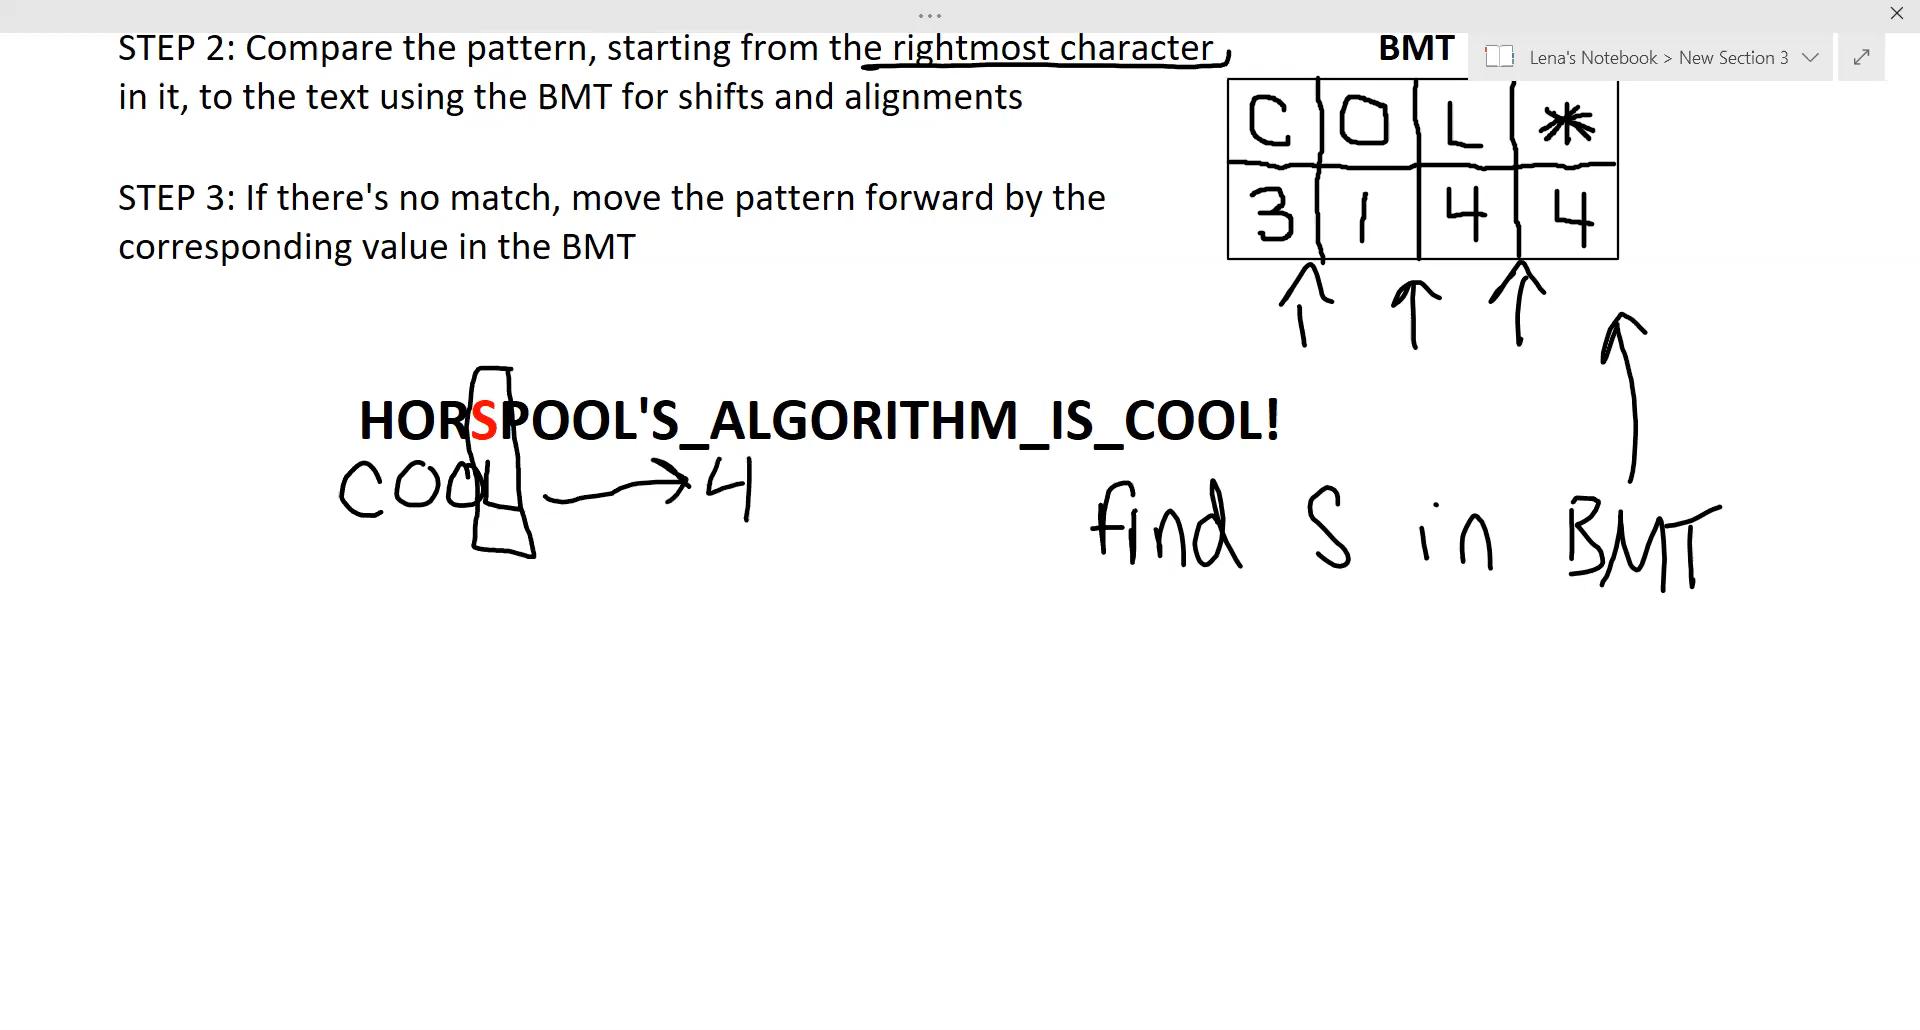 STEP 2: Compare the pattern, starting from the rightmost character
in it, to the text using the BMT for shifts and alignments
BMT
Lena's Notebook > New Section 3
C O L *
3 1 4 4
STEP 3: If there's no match, move the pattern forward by the
corresponding value in the BMT
HORSPOOL'S_ALGORITHM_IS_COOL!
COOL → 4
find S in BMT